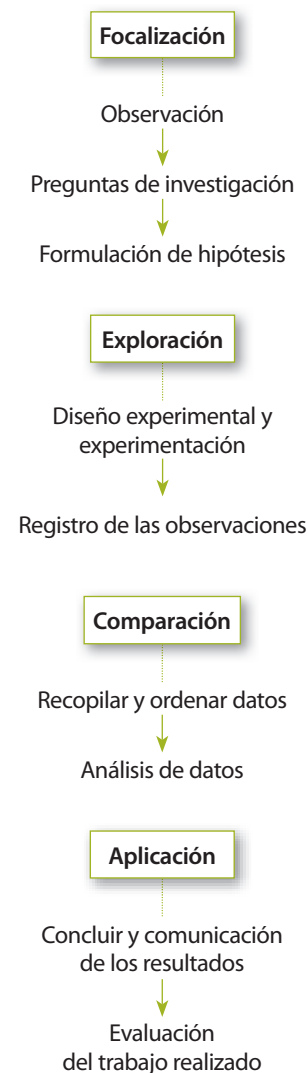 Focalización
Observación
Preguntas de investigación
Formulación de hipótesis
Exploración
Diseño experimental y
experimentación
Registro de las observaciones
Comparación
Recopilar y ordenar datos
Análisis de datos
Aplicación
Concluir y comunicación
de los resultados
Evaluación
del trabajo realizado